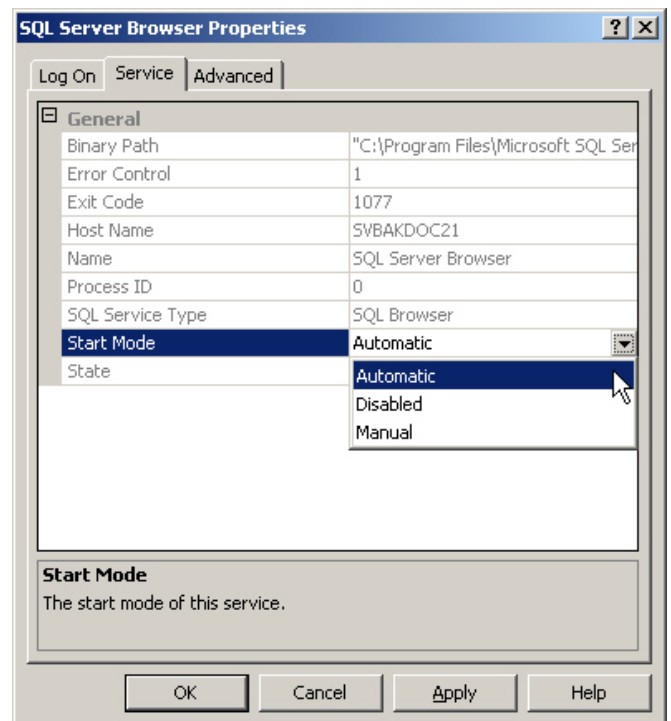 SQL Server Browser Properties
Log On Service Advanced
General
Binary Path "C:\Program Files\Microsoft SQL Ser
Error Control 1
Exit Code 1077
Host Name SVBAKDOC21
Name SQL Server Browser
Process ID 0
SQL Service Type SQL Browser
Start Mode Automatic
State Automatic
Disabled
Manual
Start Mode
The start mode of this service.
OK Cancel Apply Help